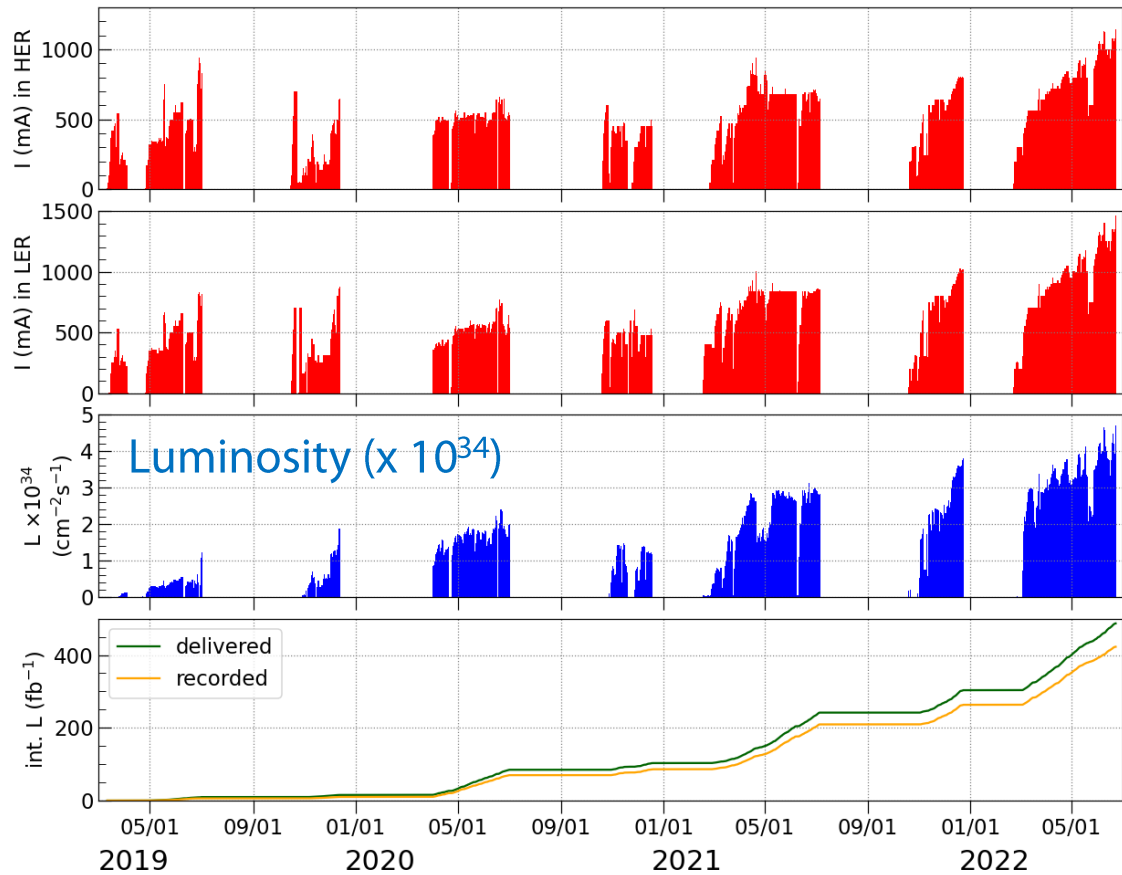 I (mA) in HER
1000
500
0
I (mA) in LER
1500
1000
500
0
L ×10³⁴
(cm⁻²s⁻¹)
Luminosity (x 10³⁴)
5
4
3
2
1
0
int. L (fb⁻¹)
delivered
recorded
400
200
0
05/01 09/01 01/01 05/01 09/01 01/01 05/01 09/01 01/01 05/01
2019 2020 2021 2022